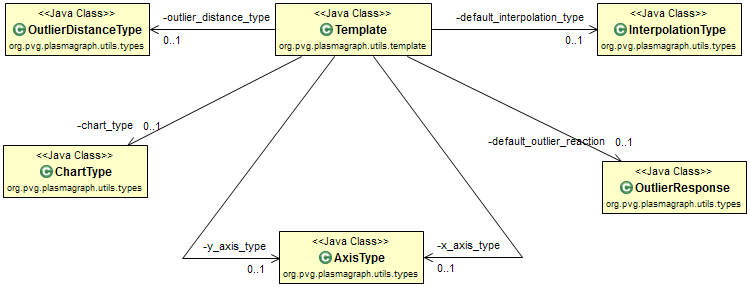 <<Java Class>>
OutlierDistanceType
org.pvg.plasmagraph.utils.types
-outlier_distance_type
0..1
<<Java Class>>
Template
org.pvg.plasmagraph.utils.template
-default_interpolation_type
0..1
<<Java Class>>
InterpolationType
org.pvg.plasmagraph.utils.types
-chart_type
0..1
-default_outlier_reaction
0..1
<<Java Class>>
ChartType
org.pvg.plasmagraph.utils.types
<<Java Class>>
OutlierResponse
org.pvg.plasmagraph.utils.types
-y_axis_type
0..1
<<Java Class>>
AxisType
org.pvg.plasmagraph.utils.types
-x_axis_type
0..1